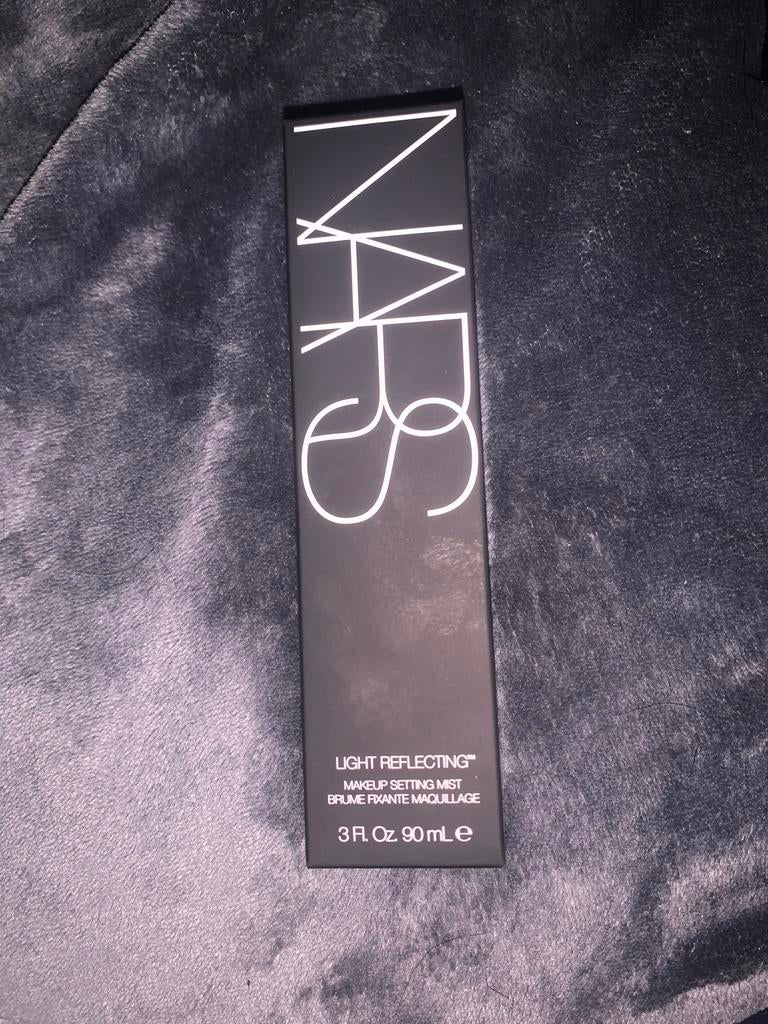 NARS
LIGHT REFLECTING™
MAKEUP SETTING MIST
BRUME FIXANTE MAQUILLAGE
3 Fl. Oz. 90 mL ℮